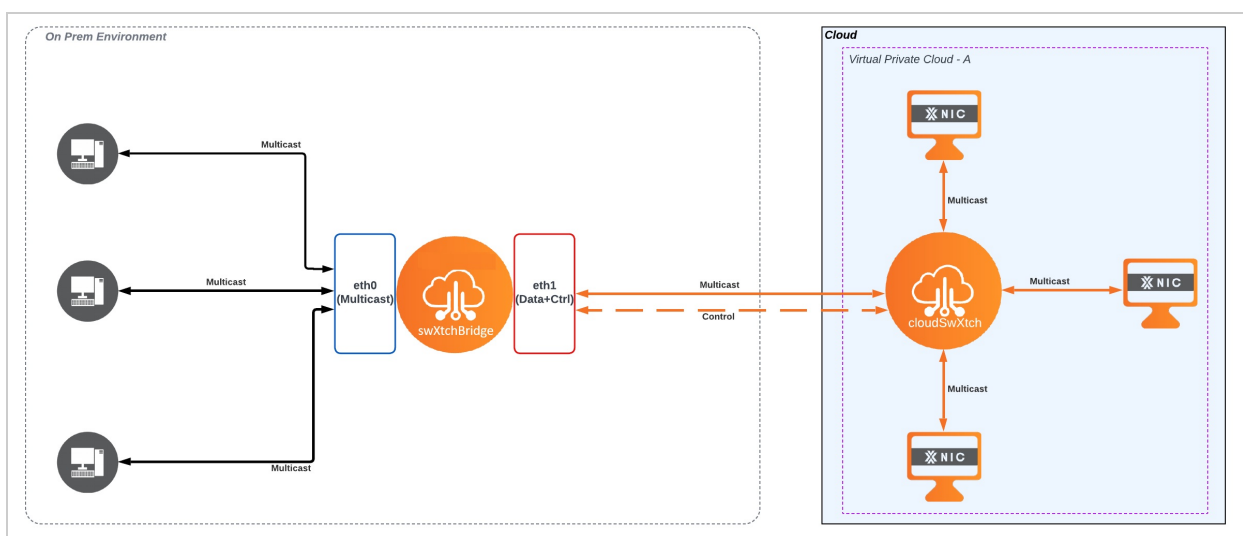 On Prem Environment
Multicast
Multicast
Multicast
eth0
(Multicast)
swXtchBridge
eth1
(Data+Ctrl)
Multicast
Control
Cloud
Virtual Private Cloud - A
NIC
Multicast
cloudSwXtch
Multicast
NIC
Multicast
NIC